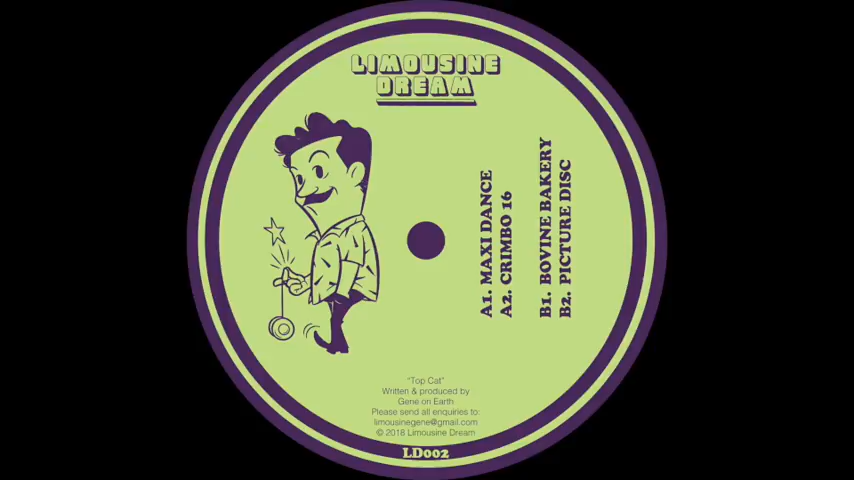 LIMOUSINE
DREAM
A1. MAXI DANCE
A2. CRIMBO 16
B1. BOVINE BAKERY
B2. PICTURE DISC
"Top Cat"
Written & produced by
Gene on Earth
Please send all enquiries to:
limousinegene@gmail.com
© 2018 Limousine Dream
LD002